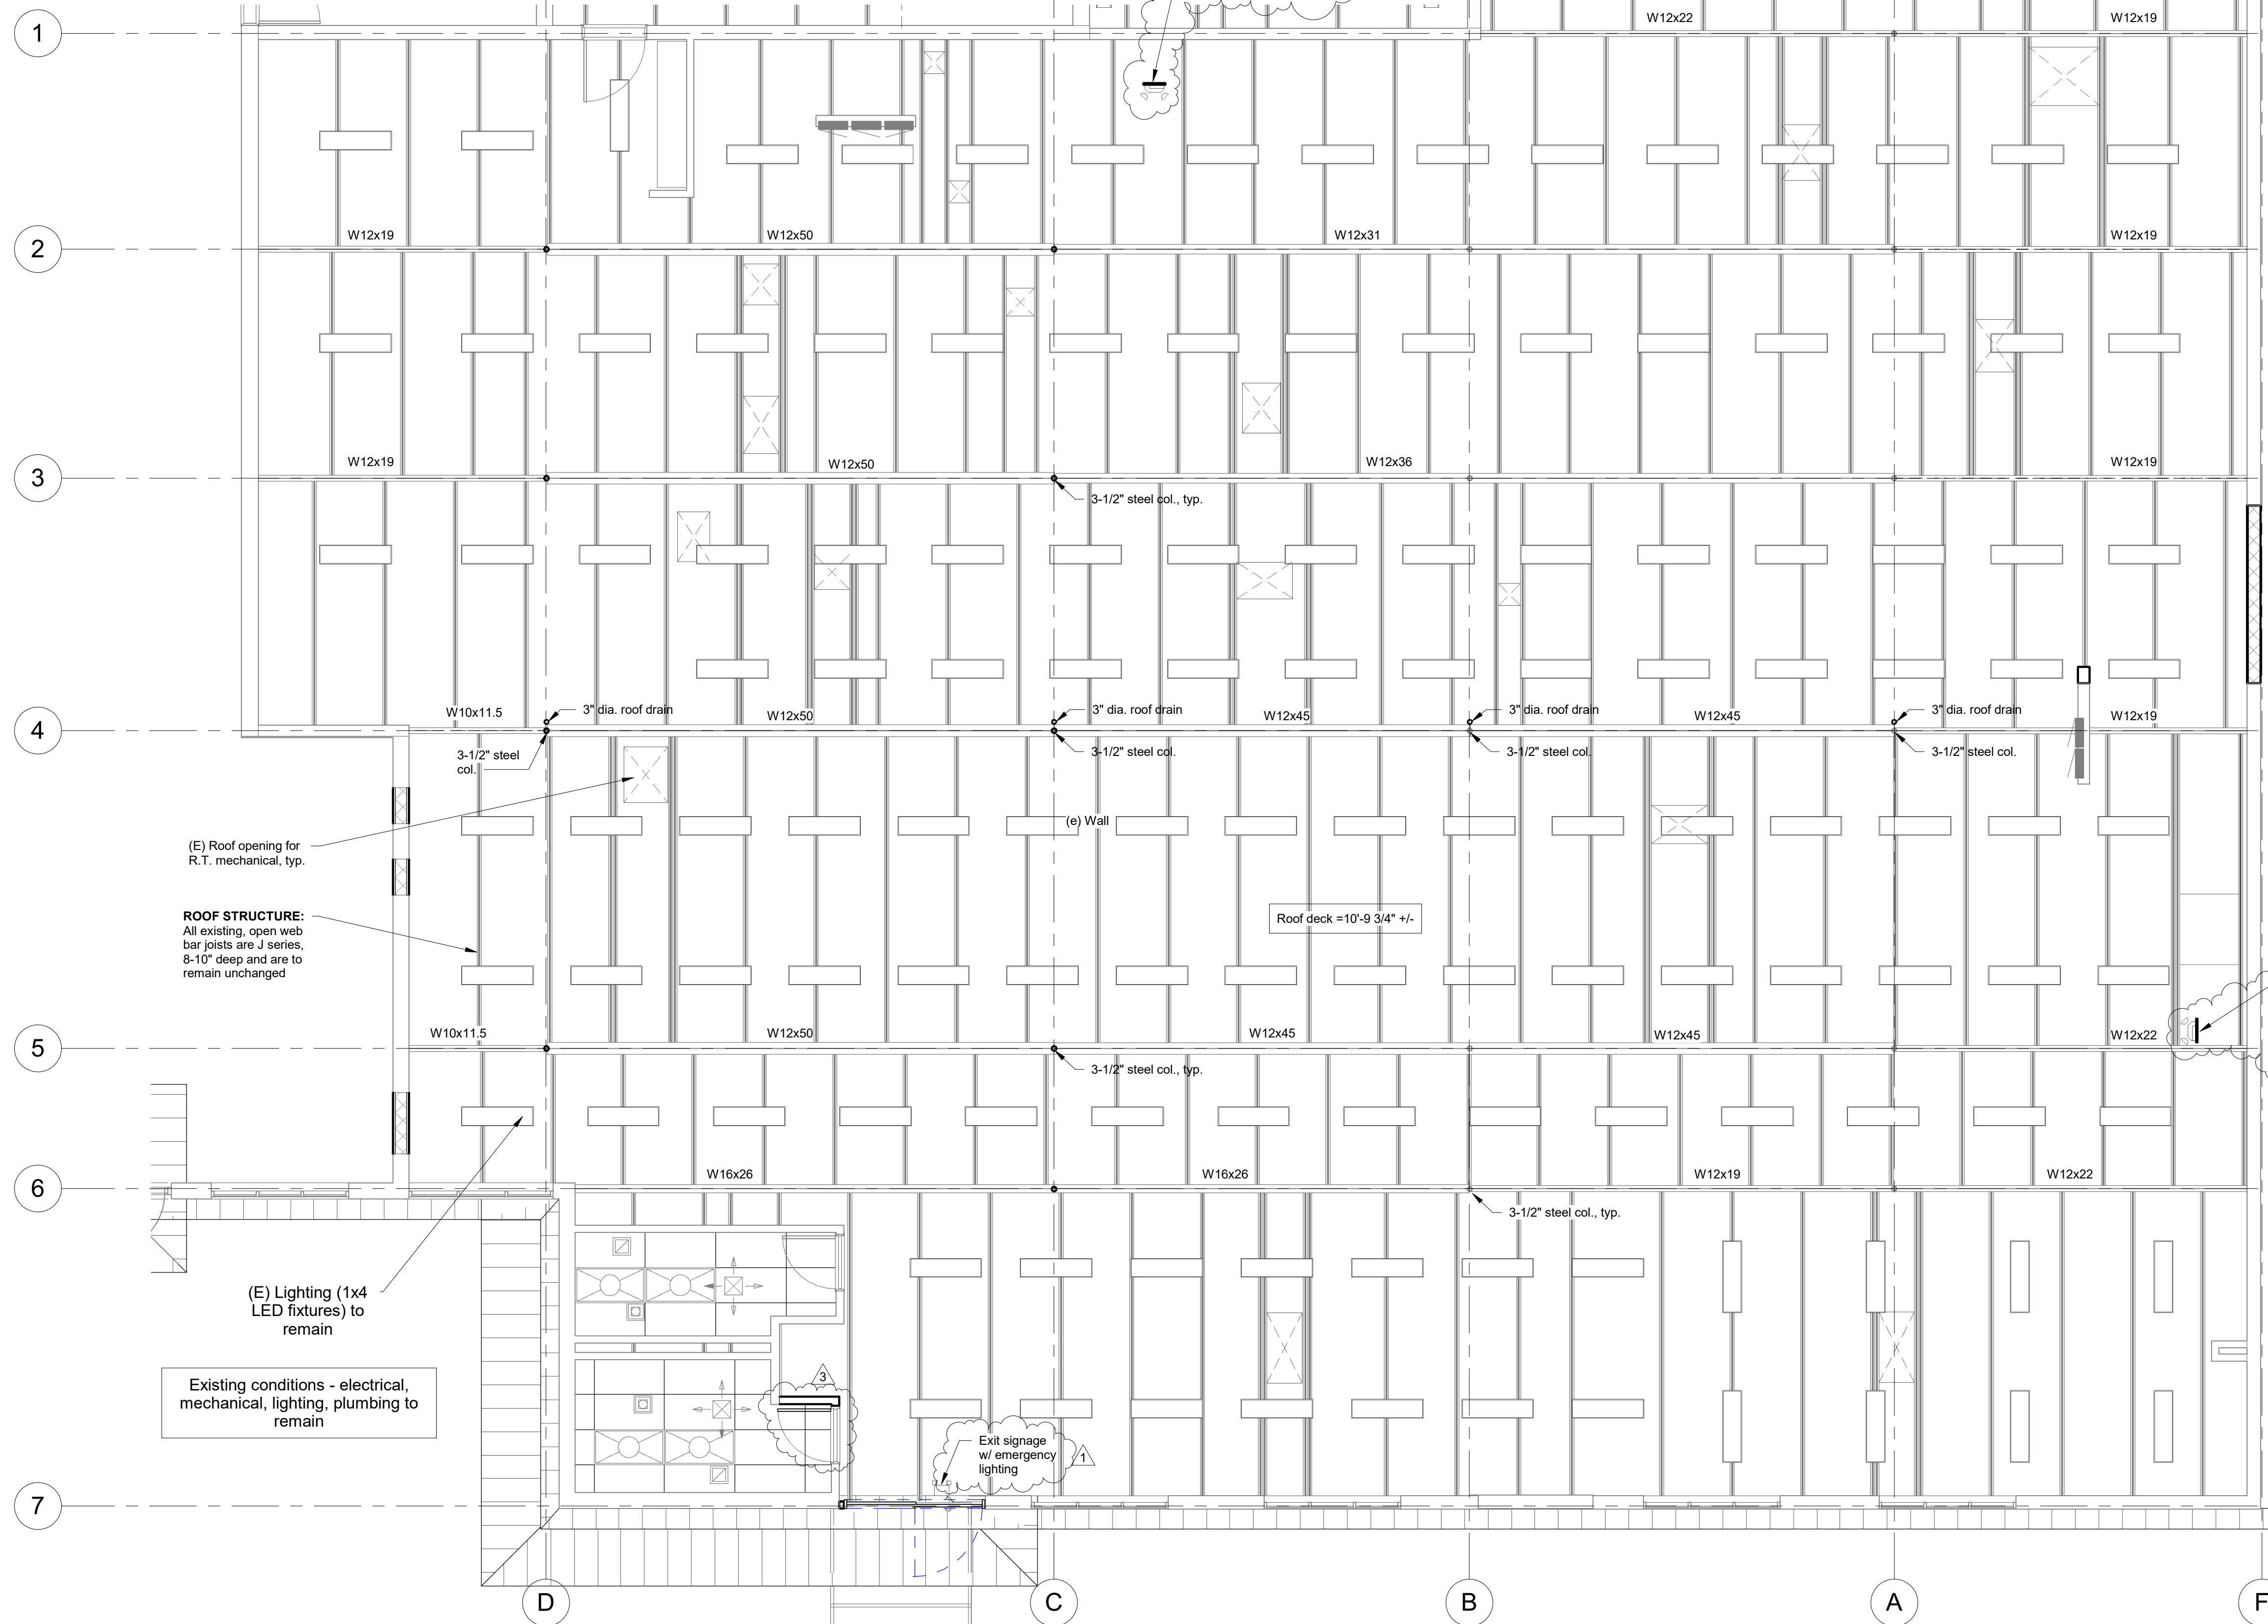 W12x22
W12x19
1
W12x19
W12x50
W12x31
W12x19
2
W12x19
W12x50
W12x36
W12x19
3
3-1/2" steel col., typ.
W10x11.5
3" dia. roof drain
W12x50
3" dia. roof drain
W12x45
3" dia. roof drain
W12x45
3" dia. roof drain
W12x19
4
3-1/2" steel
col.
3-1/2" steel col.
3-1/2" steel col.
3-1/2" steel col.
(e) Wall
(E) Roof opening for
R.T. mechanical, typ.
ROOF STRUCTURE:
All existing, open web
bar joists are J series,
8-10" deep and are to
remain unchanged
Roof deck =10'-9 3/4" +/-
W10x11.5
W12x50
W12x45
W12x45
W12x22
5
3-1/2" steel col., typ.
W16x26
W16x26
W12x19
W12x22
6
3-1/2" steel col., typ.
(E) Lighting (1x4
LED fixtures) to
remain
Existing conditions - electrical,
mechanical, lighting, plumbing to
remain
3
Exit signage
w/ emergency
lighting
1
7
D
C
B
A